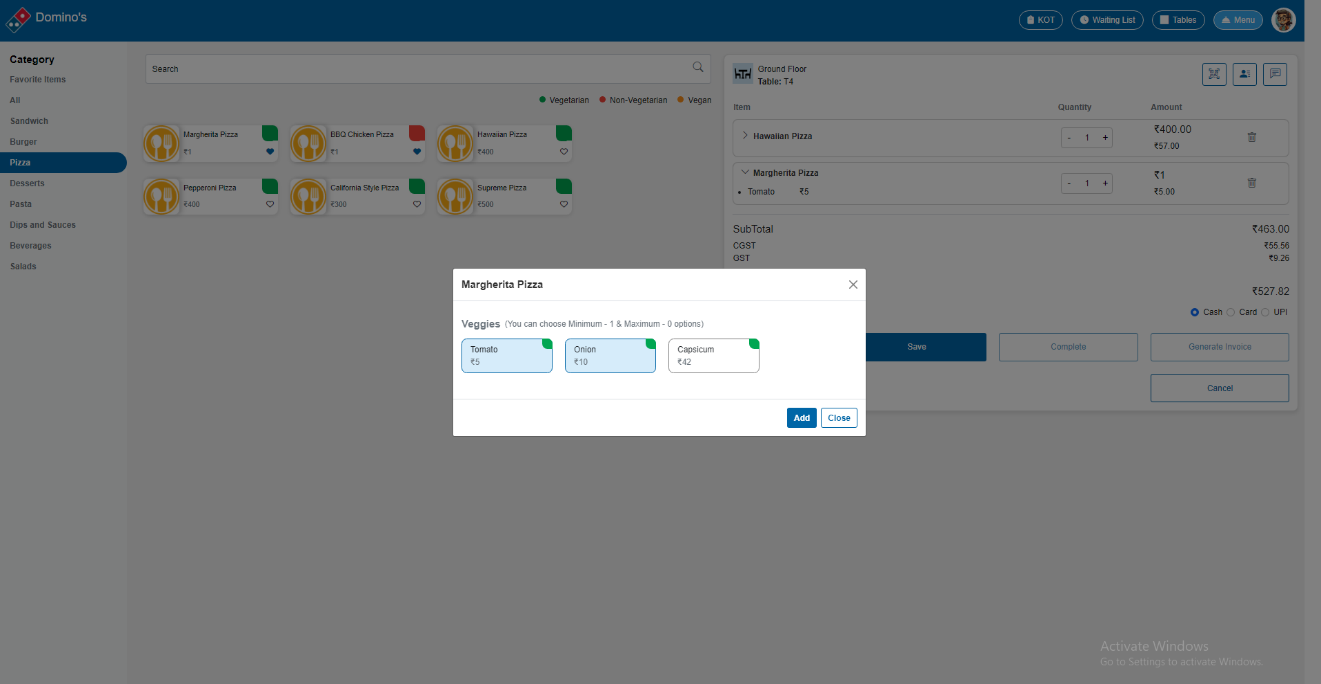 Domino's
KOT
Waiting List
Tables
Menu
Category
Favorite Items
All
Sandwich
Burger
Pizza
Desserts
Pasta
Dips and Sauces
Beverages
Salads
Search
Vegetarian Non-Vegetarian Vegan
Margherita Pizza
₹1
BBQ Chicken Pizza
₹1
Hawaiian Pizza
₹400
Pepperoni Pizza
₹400
California Style Pizza
₹300
Supreme Pizza
₹500
Ground Floor
Table: T4
Item Quantity Amount
Hawaiian Pizza - 1 + ₹400.00
₹57.00
Margherita Pizza
• Tomato ₹5
- 1 + ₹1
₹5.00
SubTotal ₹463.00
CGST ₹55.56
GST ₹9.26
₹527.82
Cash Card UPI
Save
Complete
Generate Invoice
Cancel
Margherita Pizza
Veggies (You can choose Minimum - 1 & Maximum - 0 options)
Tomato
₹5
Onion
₹10
Capsicum
₹42
Add
Close
Activate Windows
Go to Settings to activate Windows.